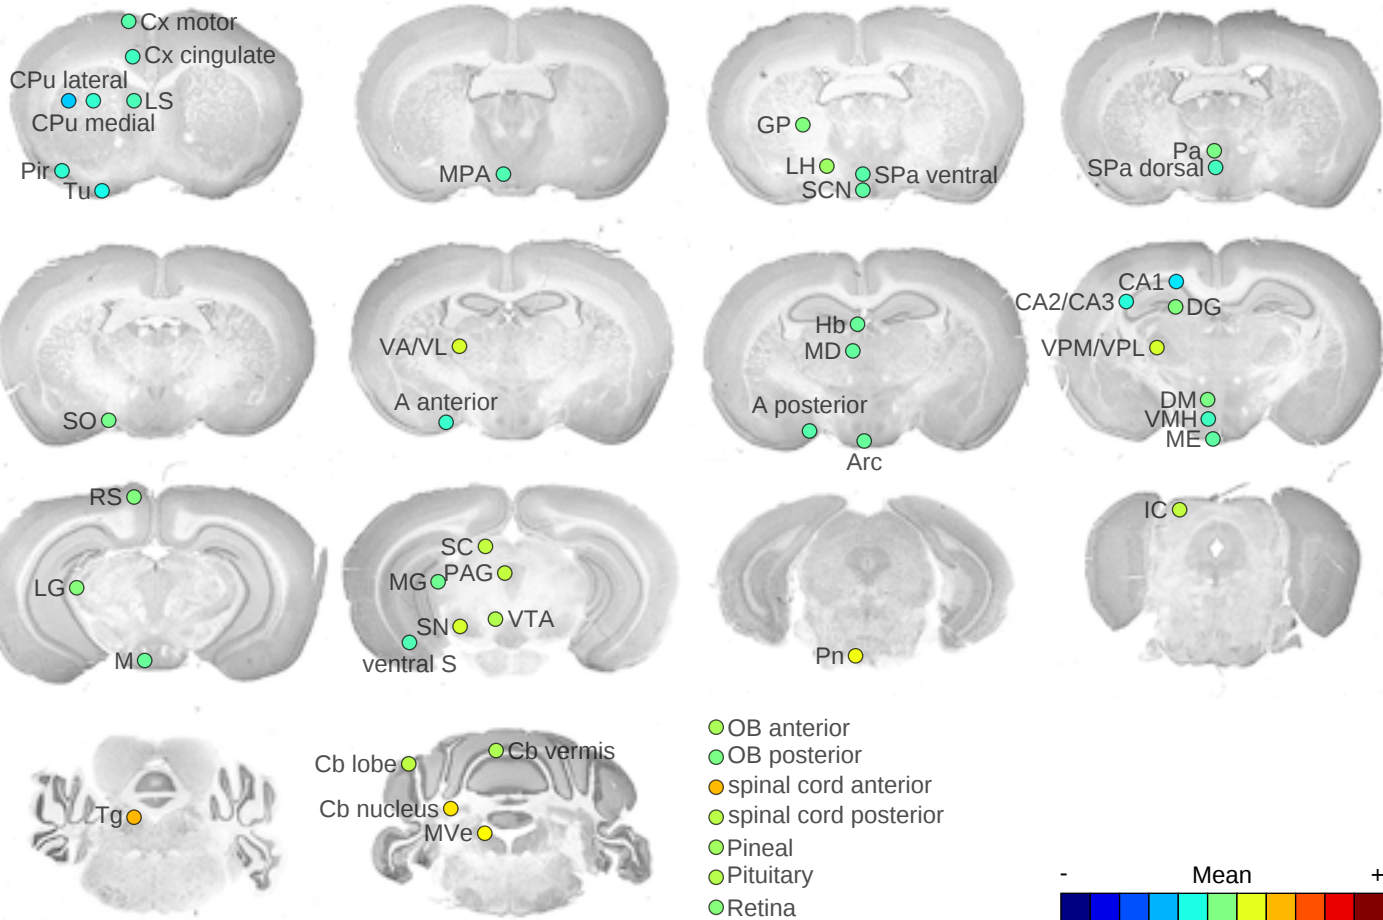 Cx motor
Cx cingulate
CPu lateral
LS
CPu medial
Pir
Tu
MPA
GP
LH
SPa ventral
SCN
Pa
SPa dorsal
SO
VA/VL
A anterior
Hb
MD
A posterior
Arc
CA1
CA2/CA3
DG
VPM/VPL
DM
VMH
ME
RS
LG
M
SC
PAG
MG
VTA
SN
ventral S
Pn
IC
Tg
Cb vermis
Cb lobe
Cb nucleus
MVe
OB anterior
OB posterior
spinal cord anterior
spinal cord posterior
Pineal
Pituitary
Retina
- Mean +